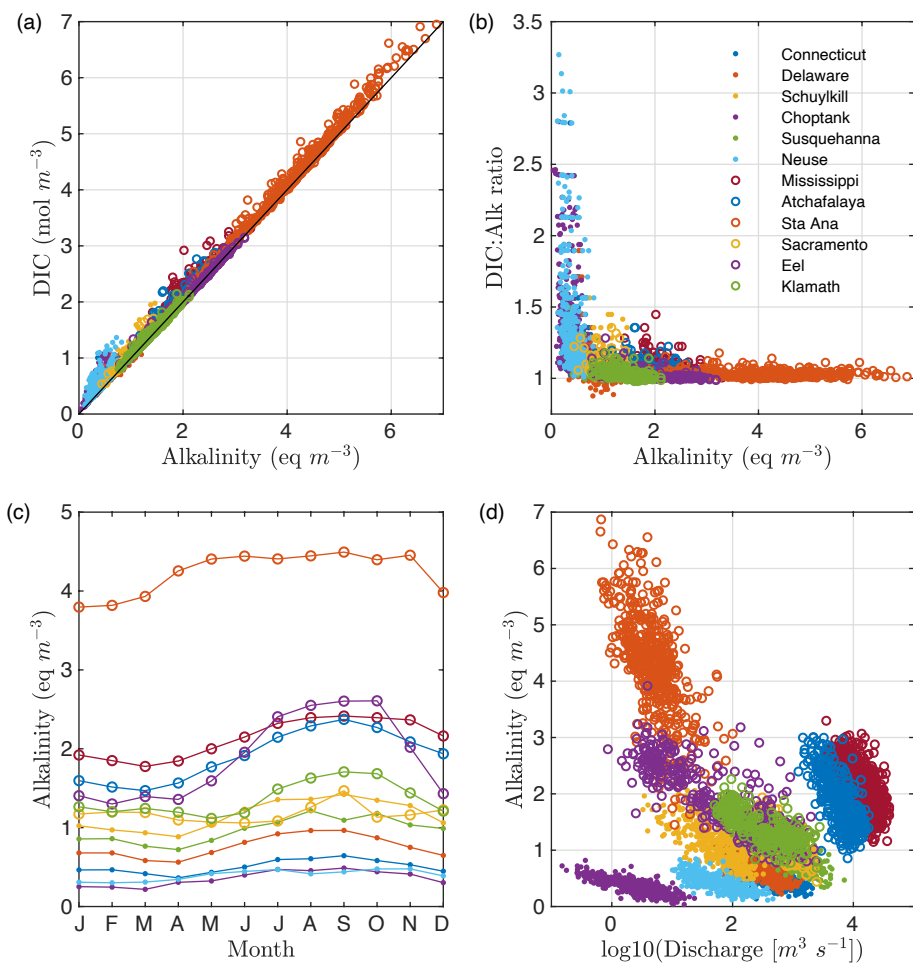 (a)
7
6
5
4
3
2
1
0
0 2 4 6
DIC (mol m⁻³)
Alkalinity (eq m⁻³)
(b)
3.5
3
2.5
2
1.5
1
0 2 4 6
DIC:Alk ratio
Alkalinity (eq m⁻³)
Connecticut
Delaware
Schuylkill
Choptank
Susquehanna
Neuse
Mississippi
Atchafalaya
Sta Ana
Sacramento
Eel
Klamath
(c)
5
4
3
2
1
0
J F M A M J J A S O N D
Alkalinity (eq m⁻³)
Month
(d)
7
6
5
4
3
2
1
0
0 2 4
Alkalinity (eq m⁻³)
log10(Discharge [m³ s⁻¹])